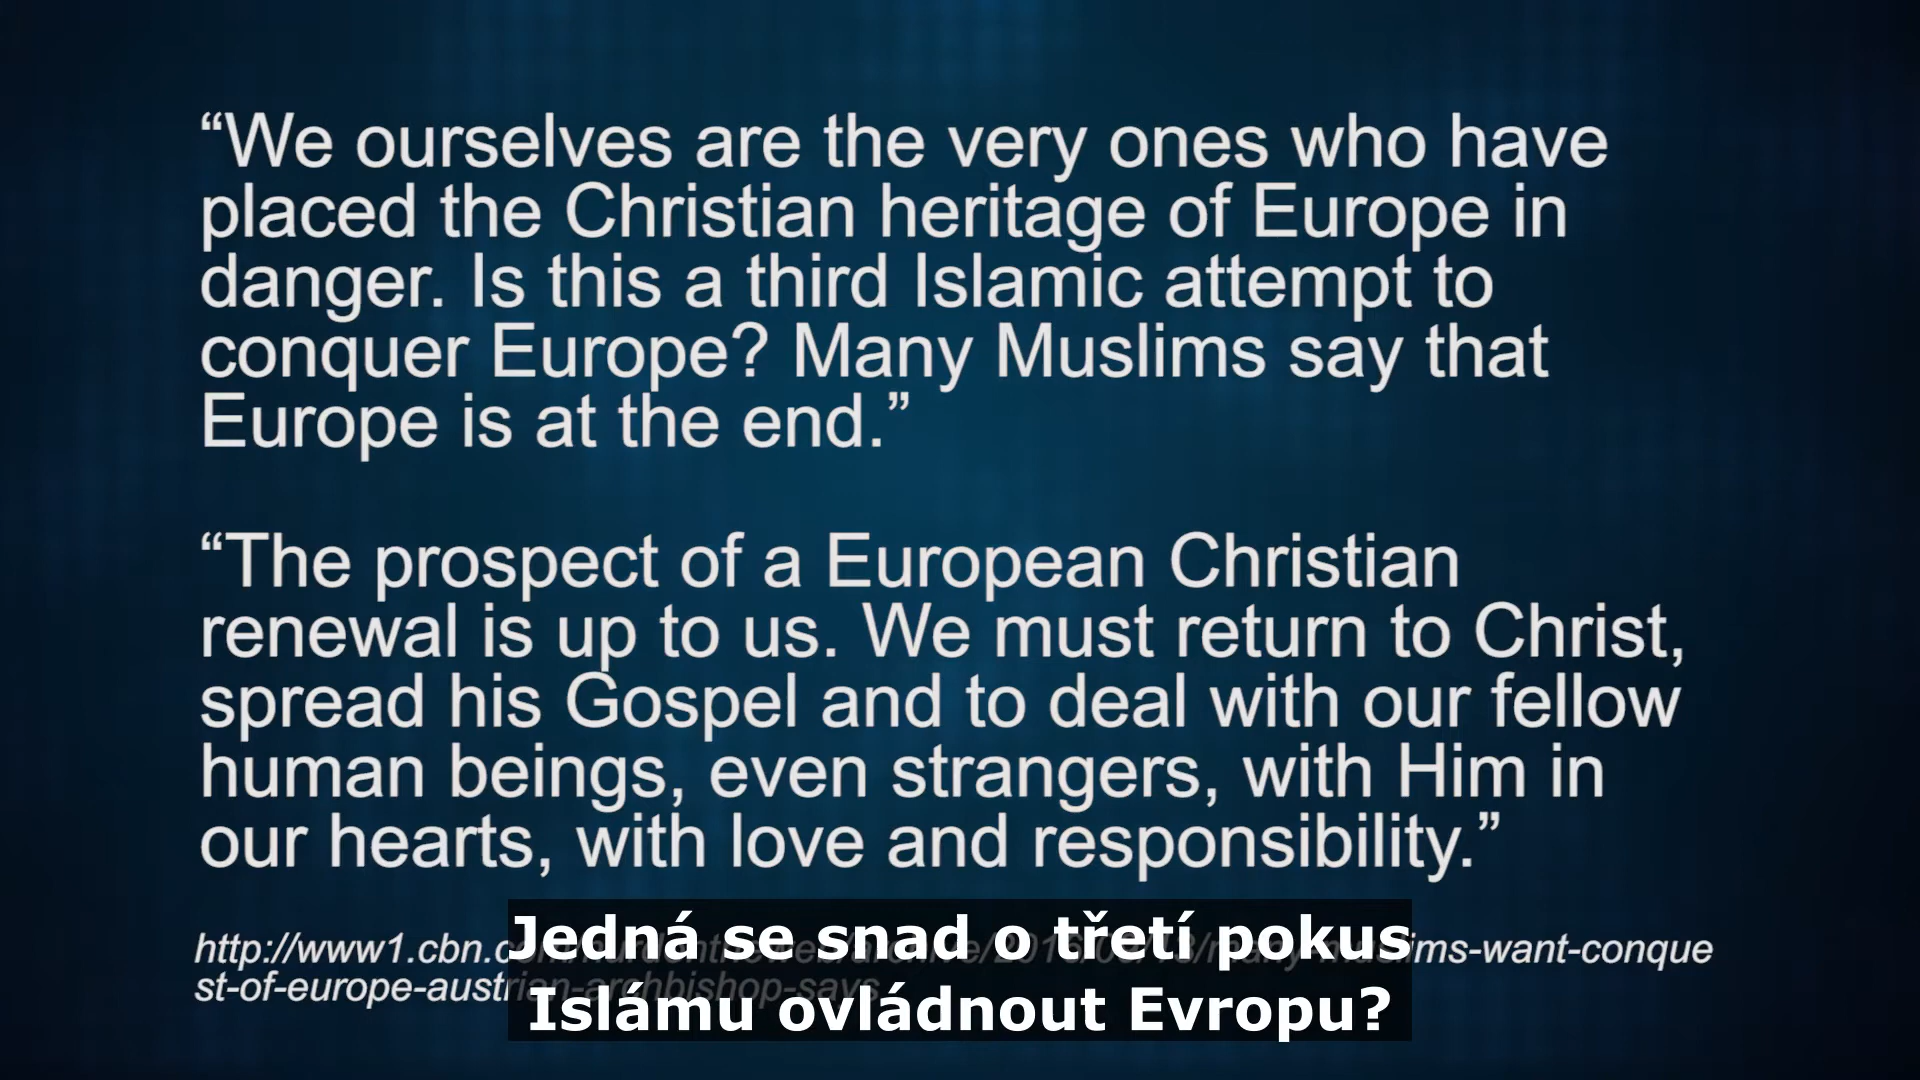 “We ourselves are the very ones who have
placed the Christian heritage of Europe in
danger. Is this a third Islamic attempt to
conquer Europe? Many Muslims say that
Europe is at the end.”
“The prospect of a European Christian
renewal is up to us. We must return to Christ,
spread his Gospel and to deal with our fellow
human beings, even strangers, with Him in
our hearts, with love and responsibility.”
http://www1.cbn.c ims-want-conque
st-of-europe-austrian-archbishop-says
Jedná se snad o třetí pokus
Islámu ovládnout Evropu?